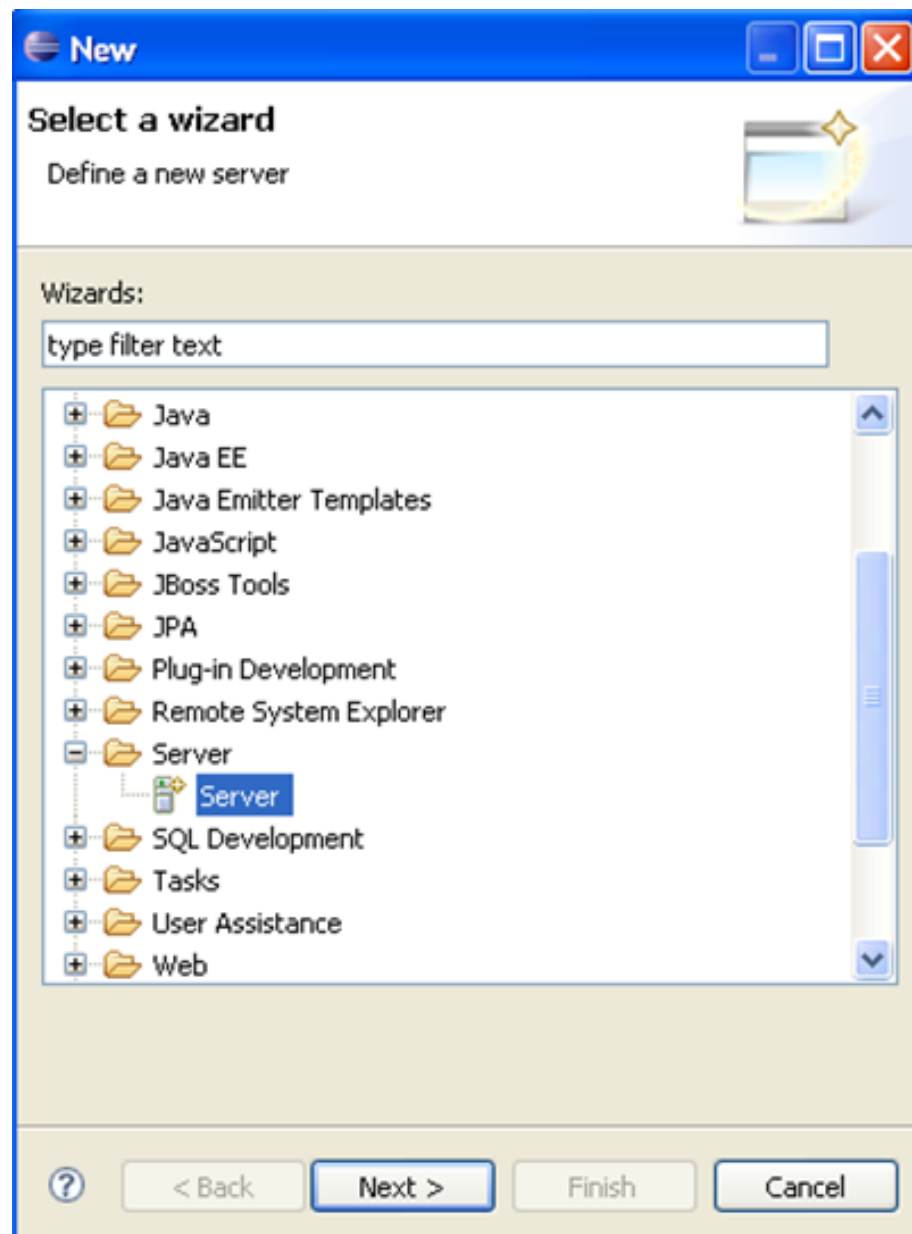 New
Select a wizard
Define a new server
Wizards:
type filter text
Java
Java EE
Java Emitter Templates
JavaScript
JBoss Tools
JPA
Plug-in Development
Remote System Explorer
Server
Server
SQL Development
Tasks
User Assistance
Web
? < Back Next > Finish Cancel